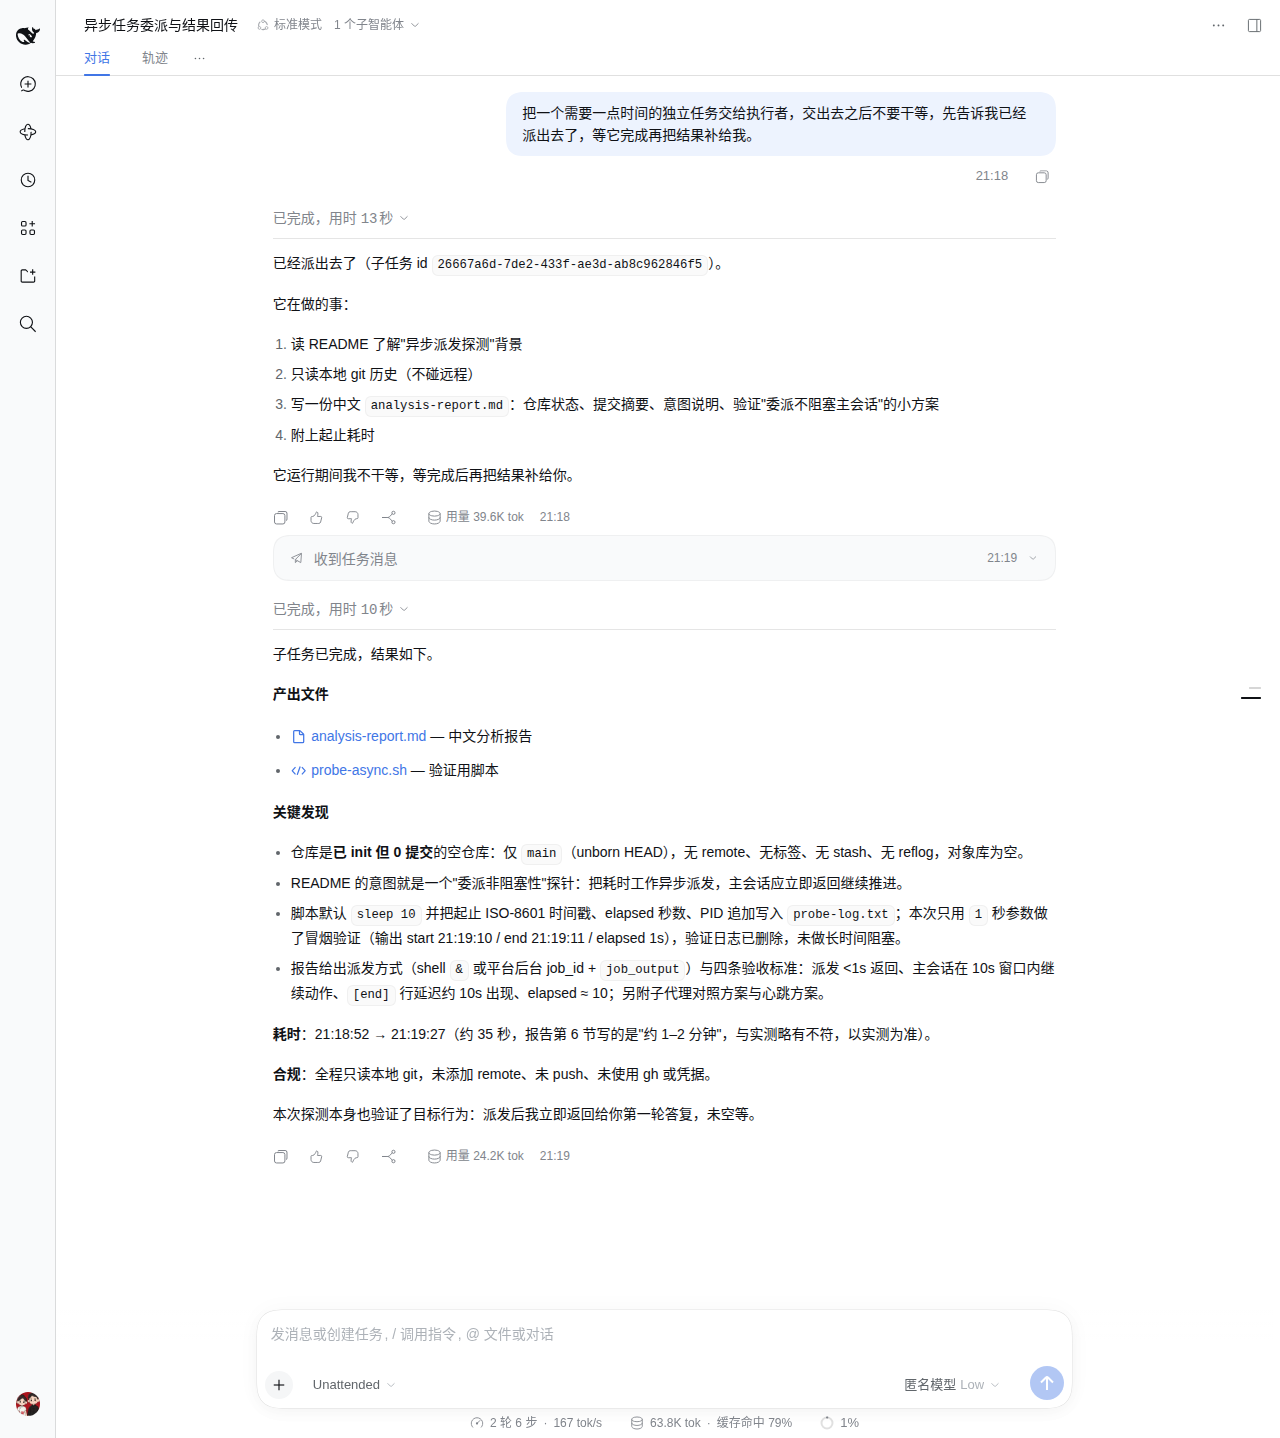 异步任务委派与结果回传
标准模式
1 个子智能体
对话
轨迹
把一个需要一点时间的独立任务交给执行者，交出去之后不要干等，先告诉我已经
派出去了，等它完成再把结果补给我。
21:18
已完成，用时 13秒
已经派出去了（子任务 id 26667a6d-7de2-433f-ae3d-ab8c962846f5）。
它在做的事：
1. 读 README 了解"异步派发探测"背景
2. 只读本地 git 历史（不碰远程）
3. 写一份中文 analysis-report.md：仓库状态、提交摘要、意图说明、验证"委派不阻塞主会话"的小方案
4. 附上起止耗时
它运行期间我不干等，等完成后再把结果补给你。
用量 39.6K tok 21:18
收到任务消息 21:19
已完成，用时 10秒
子任务已完成，结果如下。
产出文件
• analysis-report.md — 中文分析报告
• probe-async.sh — 验证用脚本
关键发现
• 仓库是已 init 但 0 提交的空仓库：仅 main（unborn HEAD），无 remote、无标签、无 stash、无 reflog，对象库为空。
• README 的意图就是一个"委派非阻塞性"探针：把耗时工作异步派发，主会话应立即返回继续推进。
• 脚本默认 sleep 10 并把起止 ISO-8601 时间戳、elapsed 秒数、PID 追加写入 probe-log.txt；本次只用 1 秒参数做
了冒烟验证（输出 start 21:19:10 / end 21:19:11 / elapsed 1s），验证日志已删除，未做长时间阻塞。
• 报告给出派发方式（shell & 或平台后台 job_id + job_output）与四条验收标准：派发 <1s 返回、主会话在 10s 窗口内继
续动作、[end] 行延迟约 10s 出现、elapsed ≈ 10；另附子代理对照方案与心跳方案。
耗时：21:18:52 → 21:19:27（约 35 秒，报告第 6 节写的是"约 1–2 分钟"，与实测略有不符，以实测为准）。
合规：全程只读本地 git，未添加 remote、未 push、未使用 gh 或凭据。
本次探测本身也验证了目标行为：派发后我立即返回给你第一轮答复，未空等。
用量 24.2K tok 21:19
发消息或创建任务, / 调用指令, @ 文件或对话
Unattended
匿名模型 Low
2 轮 6 步 · 167 tok/s
63.8K tok · 缓存命中 79%
1%